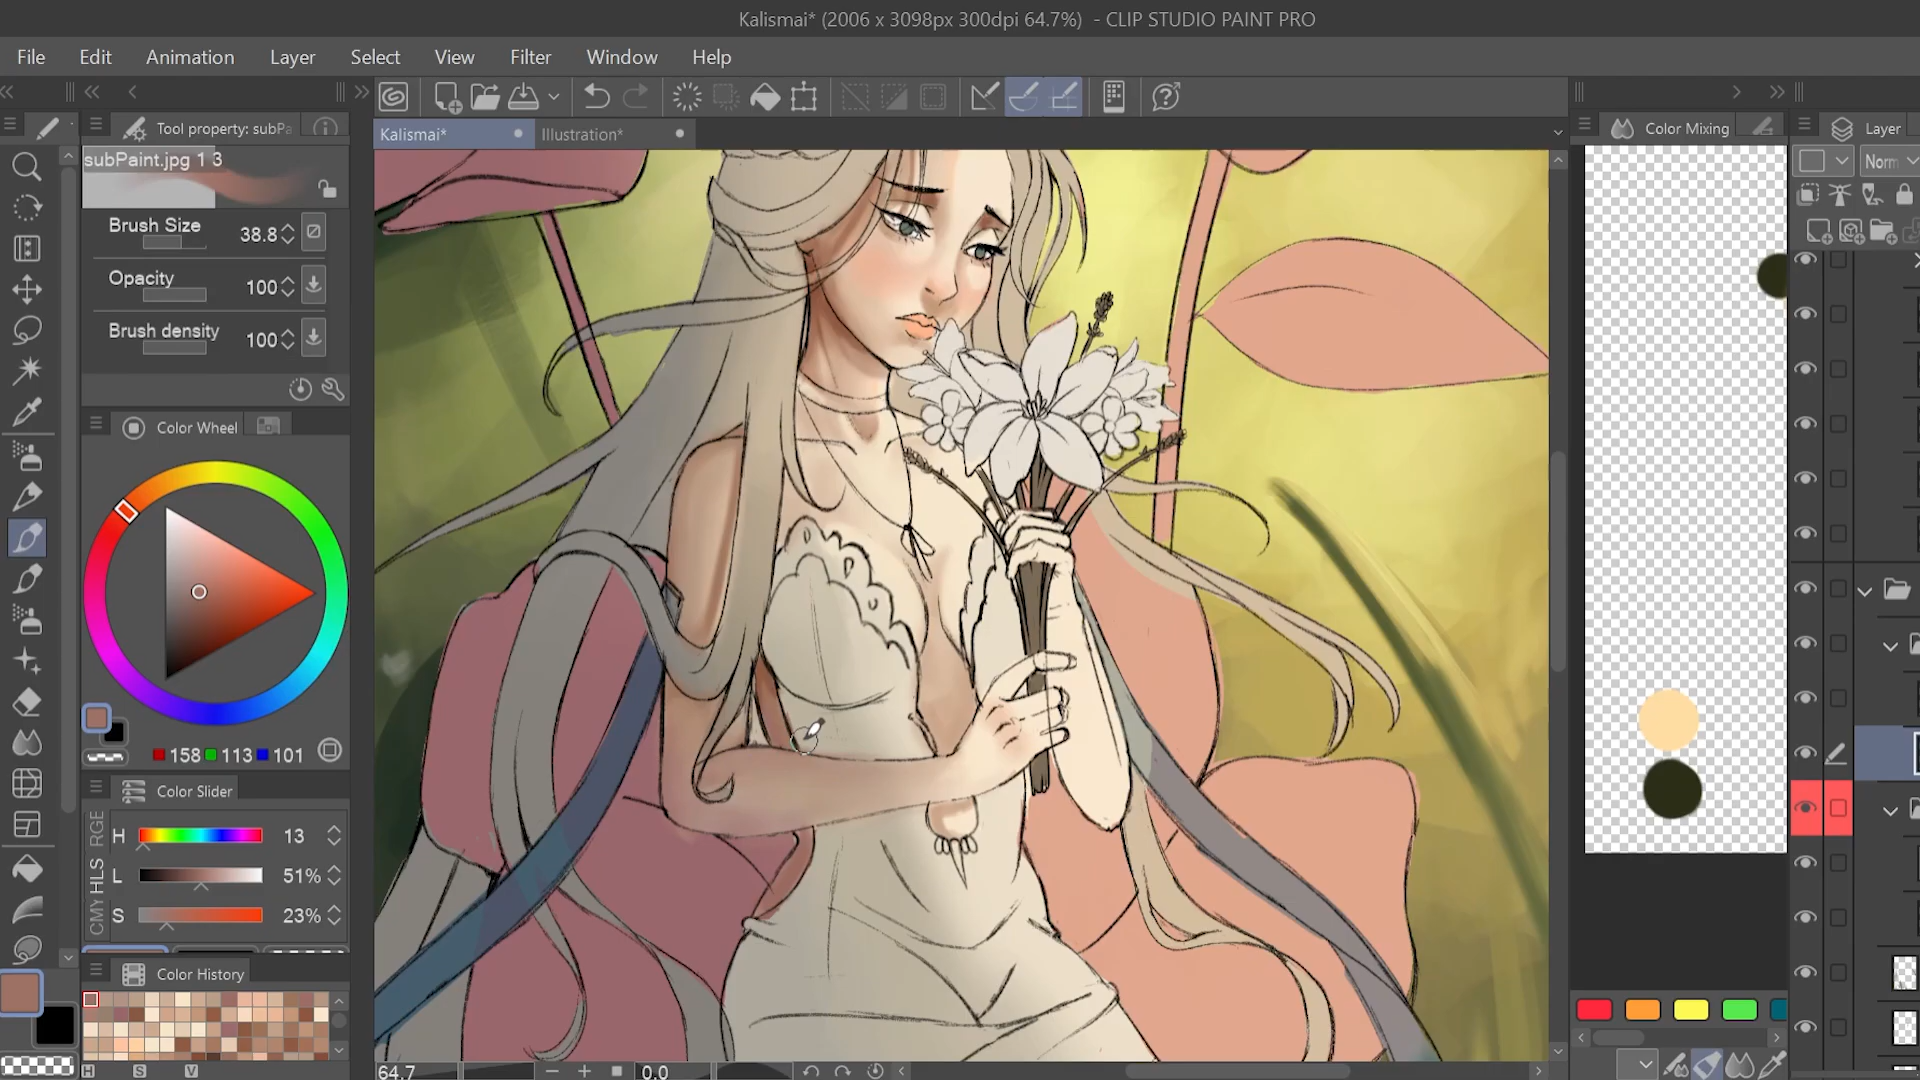 Kalismai* (2006 x 3098px 300dpi 64.7%)  - CLIP STUDIO PAINT PRO
File Edit Animation Layer Select View Filter Window Help
Tool property: subPa
Kalismai* Illustration*
Color Mixing
Layer
subPaint.jpg 1 3
Norm
Brush Size 38.8
Opacity 100
Brush density 100
Color Wheel
158 113 101
Color Slider
CMY HLS RGE
H 13
L 51%
S 23%
Color History
H S V
64.7 0.0